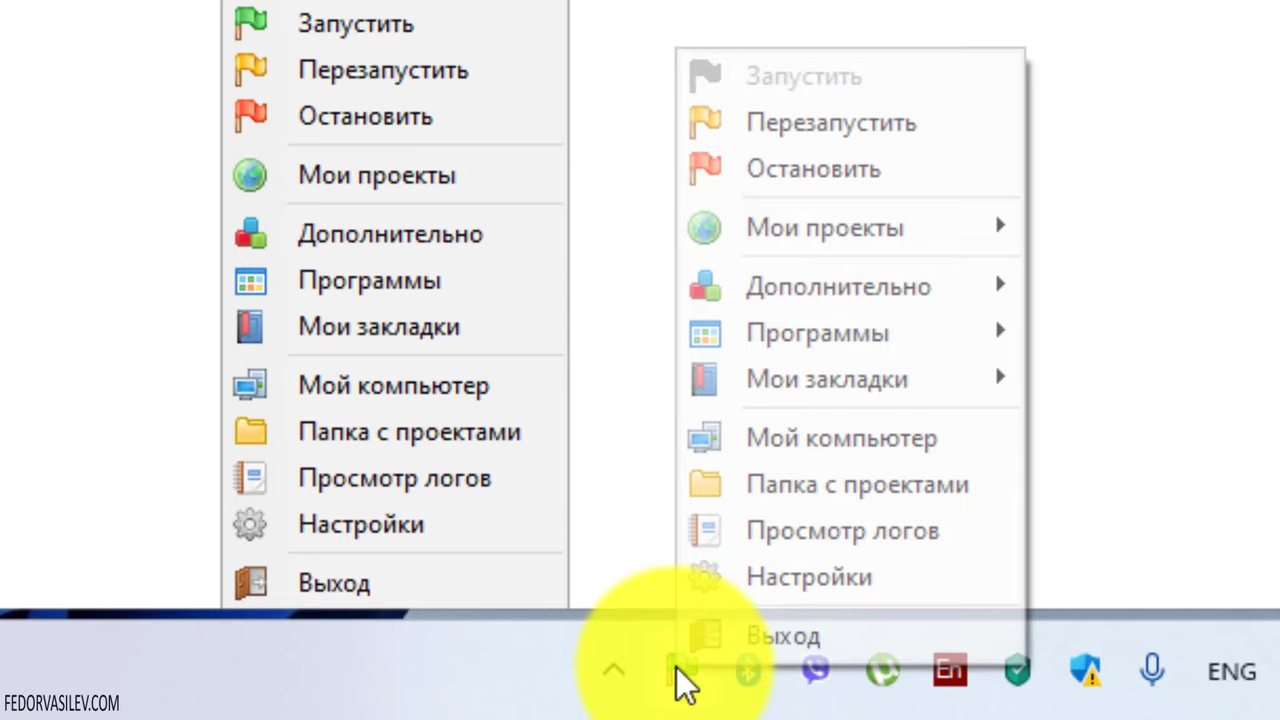 Запустить
Перезапустить
Остановить
Мои проекты
Дополнительно
Программы
Мои закладки
Мой компьютер
Папка с проектами
Просмотр логов
Настройки
Выход
Запустить
Перезапустить
Остановить
Мои проекты
Дополнительно
Программы
Мои закладки
Мой компьютер
Папка с проектами
Просмотр логов
Настройки
Выход
En
ENG
FEDORVASILEV.COM